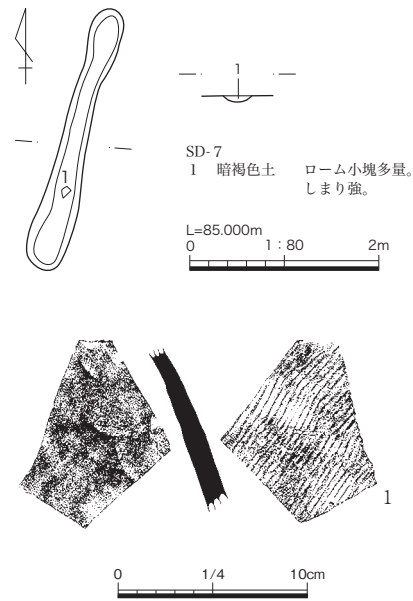 1
1
SD-7
1 暗褐色土 ローム小塊多量。
しまり強。
L=85.000m
0 1：80 2m
1
0 1/4 10cm